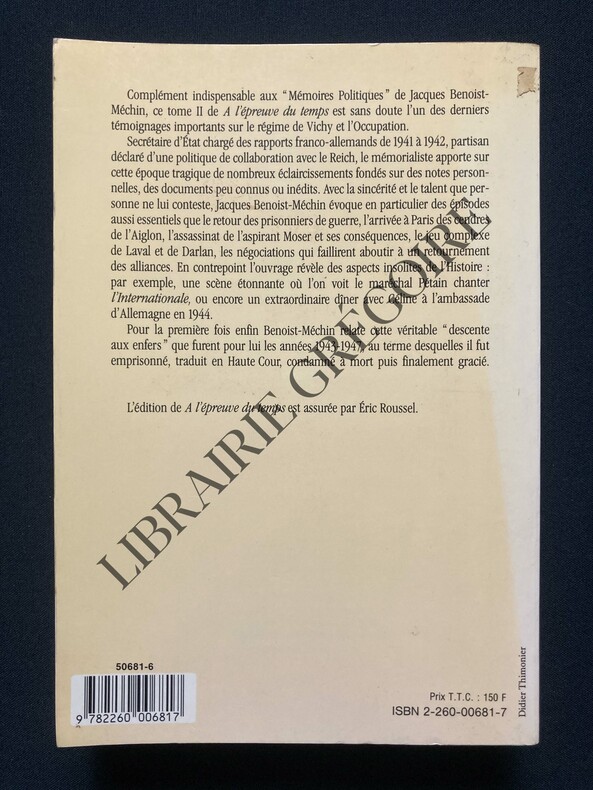 Complément indispensable aux “Mémoires Politiques” de Jacques Benoist-
Méchin, ce tome II de A l'épreuve du temps est sans doute l'un des derniers
témoignages importants sur le régime de Vichy et l'Occupation.
Secrétaire d'État chargé des rapports franco-allemands de 1941 à 1942, partisan
déclaré d'une politique de collaboration avec le Reich, le mémorialiste apporte sur
cette époque tragique de nombreux éclaircissements fondés sur des notes person-
nelles, des documents peu connus ou inédits. Avec la sincérité et le talent que per-
sonne ne lui conteste, Jacques Benoist-Méchin évoque en particulier des épisodes
aussi essentiels que le retour des prisonniers de guerre, l'arrivée à Paris des cendres
de l'Aiglon, l'assassinat de l'aspirant Moser et ses conséquences, le jeu complexe
de Laval et de Darlan, les négociations qui faillirent aboutir à un retournement
des alliances. En contrepoint l'ouvrage révèle des aspects insolites de l'Histoire :
par exemple, une scène étonnante où l'on voit le maréchal Pétain chanter
l'Internationale, ou encore un extraordinaire dîner avec Céline à l'ambassade
d'Allemagne en 1944.
Pour la première fois enfin Benoist-Méchin relate cette véritable “descente
aux enfers” que furent pour lui les années 1943-1947, au terme desquelles il fut
emprisonné, traduit en Haute Cour, condamné à mort puis finalement gracié.
L'édition de A l'épreuve du temps est assurée par Éric Roussel.
LIBRAIRIE GRÉGOIRE
50681-6
9 782260 006817
Prix T.T.C. : 150 F
ISBN 2-260-00681-7
Didier Thimonier